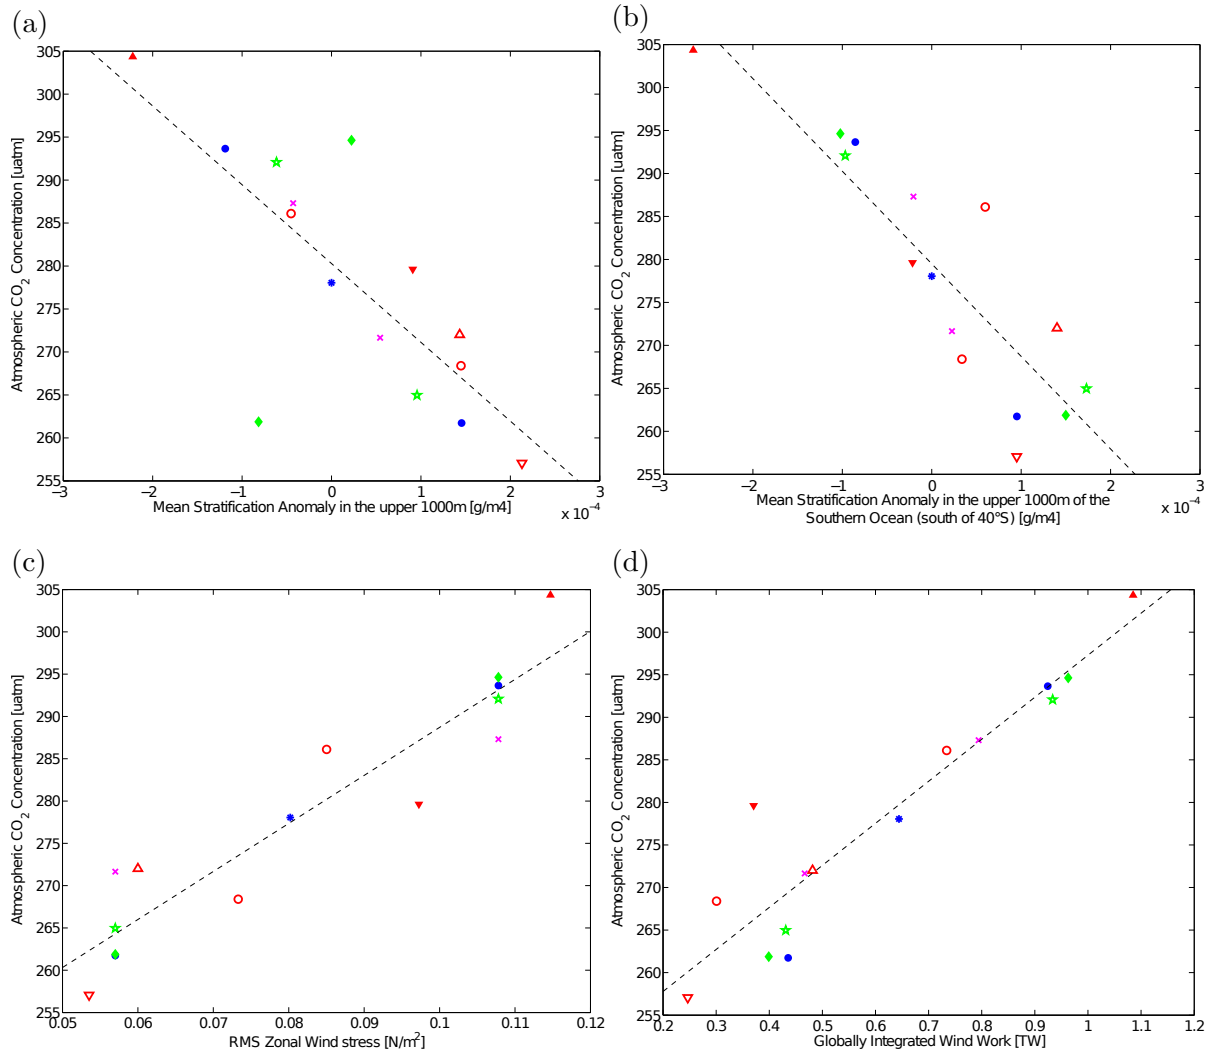 (a)
(b)
305
300
295
290
285
280
275
270
265
260
255
Atmospheric CO₂ Concentration [uatm]
−3 −2 −1 0 1 2 3
Mean Stratification Anomaly in the upper 1000m [g/m4]
x 10⁻⁴
305
300
295
290
285
280
275
270
265
260
255
Atmospheric CO₂ Concentration [uatm]
−3 −2 −1 0 1 2 3
Mean Stratification Anomaly in the upper 1000m of the
Southern Ocean (south of 40°S) [g/m4]
x 10⁻⁴
(c)
(d)
305
300
295
290
285
280
275
270
265
260
255
Atmospheric CO₂ Concentration [uatm]
0.05 0.06 0.07 0.08 0.09 0.1 0.11 0.12
RMS Zonal Wind stress [N/m²]
305
300
295
290
285
280
275
270
265
260
255
Atmospheric CO₂ Concentration [uatm]
0.2 0.3 0.4 0.5 0.6 0.7 0.8 0.9 1 1.1 1.2
Globally Integrated Wind Work [TW]